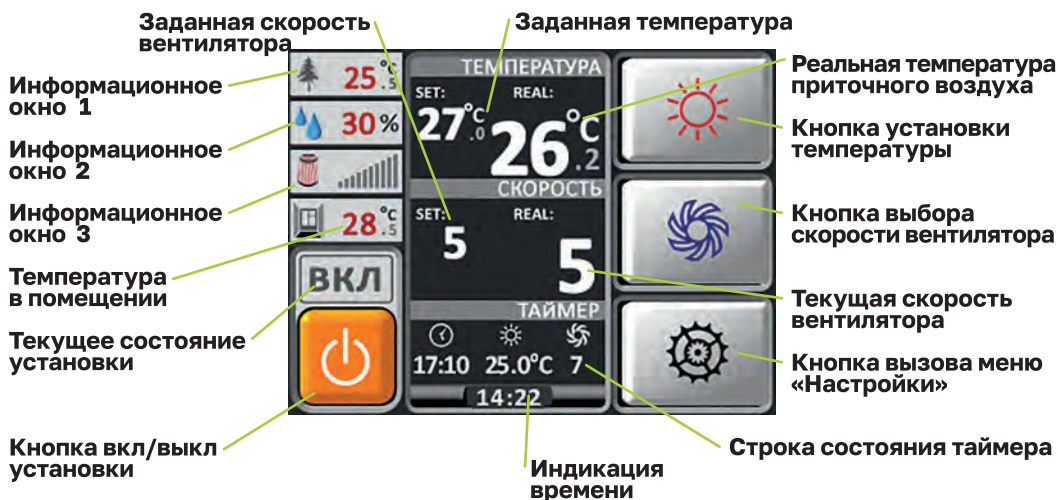 Заданная скорость
вентилятора
Заданная температура
Информационное
окно 1
Информационное
окно 2
Информационное
окно 3
Температура
в помещении
Текущее состояние
установки
Кнопка вкл/выкл
установки
25 °C .5
30 %
28 °C .5
ВКЛ
ТЕМПЕРАТУРА
SET: REAL:
27 °C .0 26 °C .2
СКОРОСТЬ
SET: REAL:
5 5
ТАЙМЕР
17:10 25.0°C 7
14:22
Реальная температура
приточного воздуха
Кнопка установки
температуры
Кнопка выбора
скорости вентилятора
Текущая скорость
вентилятора
Кнопка вызова меню
«Настройки»
Строка состояния таймера
Индикация
времени